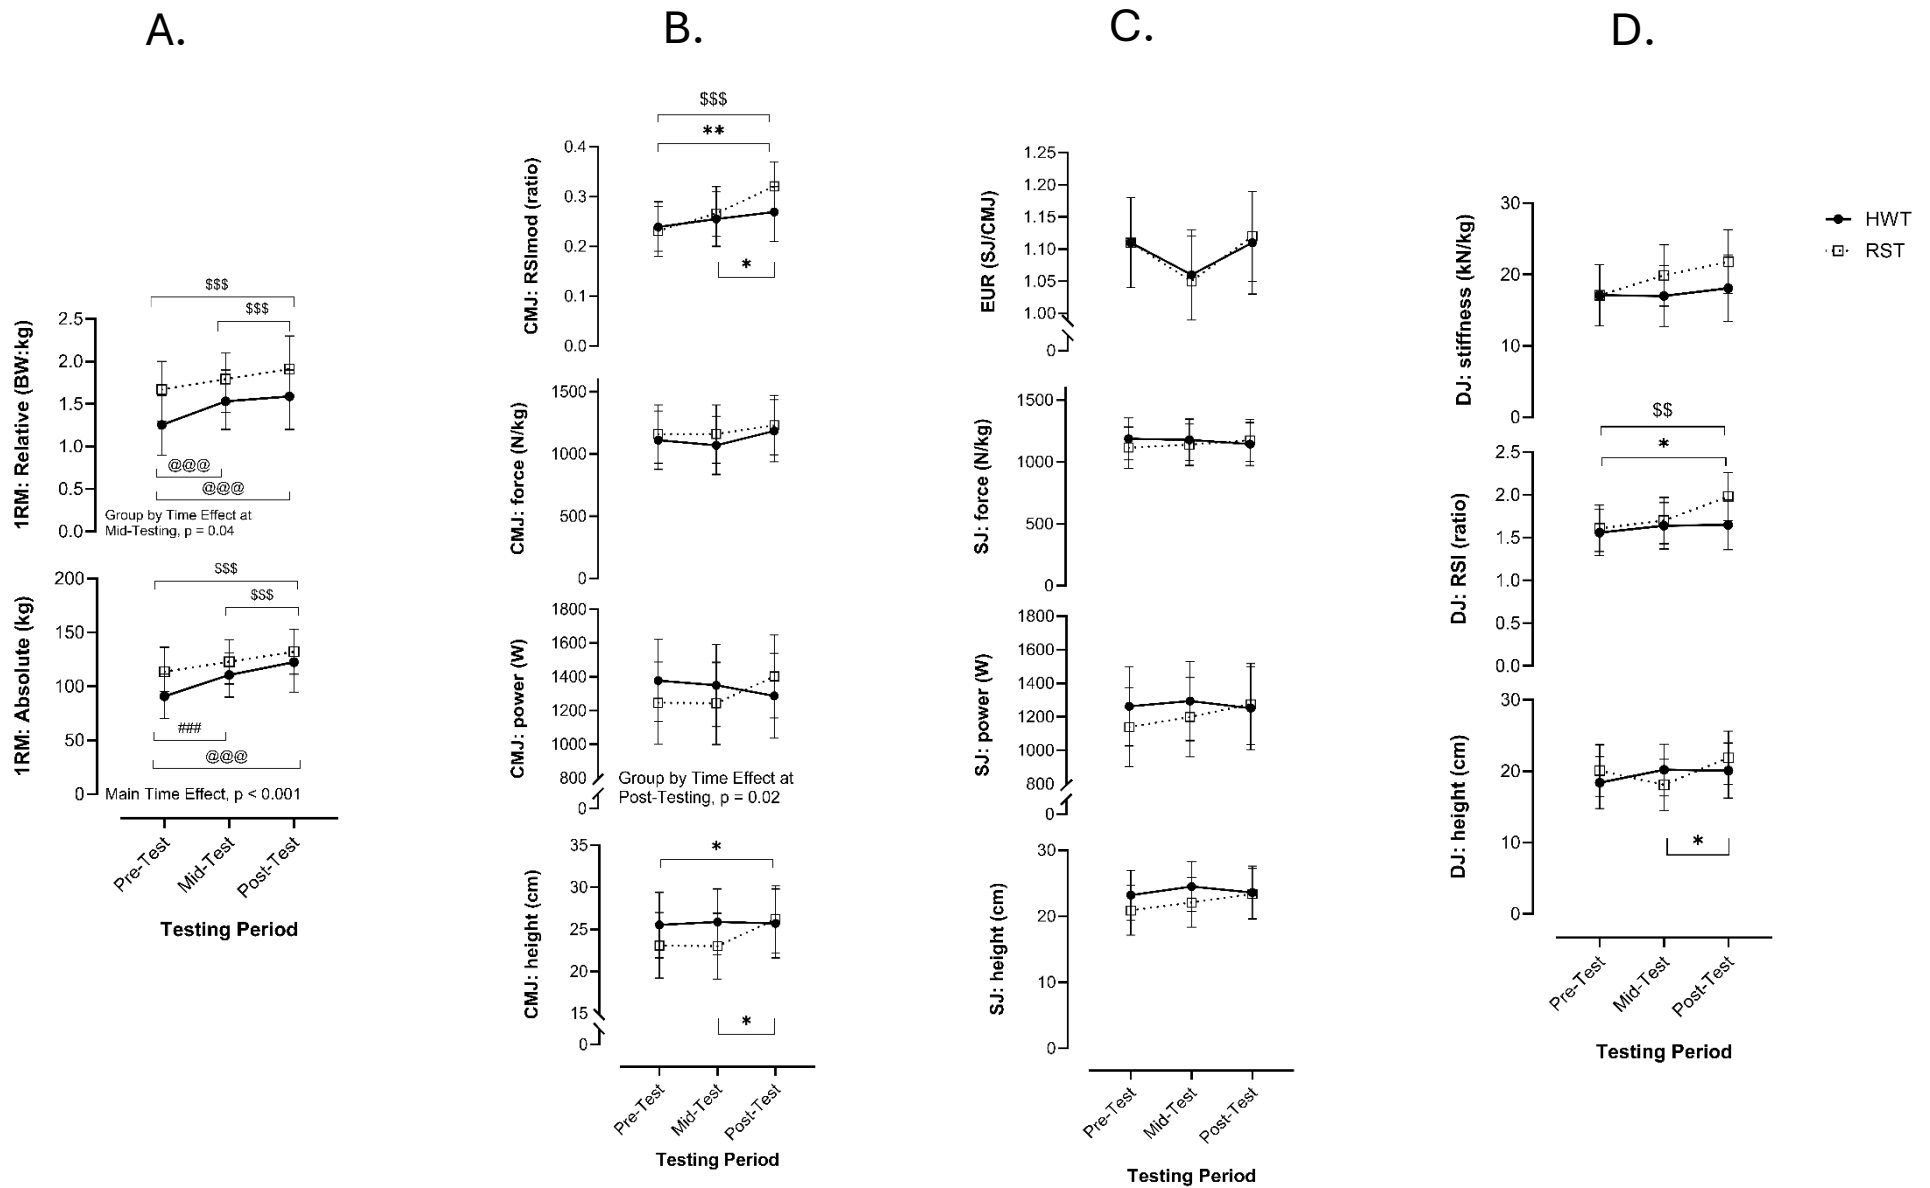 A.
$$$
$$$
1RM: Relative (BW:kg)
2.5
2.0
1.5
1.0
0.5
0.0
@@@
@@@
Group by Time Effect at
Mid-Testing, p = 0.04
$$$
$$$
1RM: Absolute (kg)
200
150
100
50
0
###
@@@
Main Time Effect, p < 0.001
Pre-Test
Mid-Test
Post-Test
Testing Period
B.
$$$
**
CMJ: RSImod (ratio)
0.4
0.3
0.2
0.1
0.0
*
CMJ: force (N/kg)
1500
1000
500
0
CMJ: power (W)
1800
1600
1400
1200
1000
800
0
Group by Time Effect at
Post-Testing, p = 0.02
*
CMJ: height (cm)
35
30
25
20
15
0
*
Pre-Test
Mid-Test
Post-Test
Testing Period
C.
EUR (SJ/CMJ)
1.25
1.20
1.15
1.10
1.05
1.00
0
SJ: force (N/kg)
1500
1000
500
0
SJ: power (W)
1800
1600
1400
1200
1000
800
0
SJ: height (cm)
30
20
10
0
Pre-Test
Mid-Test
Post-Test
Testing Period
D.
DJ: stiffness (kN/kg)
30
20
10
0
$$
*
DJ: RSI (ratio)
2.5
2.0
1.5
1.0
0.5
0.0
DJ: height (cm)
30
20
10
0
*
Pre-Test
Mid-Test
Post-Test
Testing Period
HWT
RST